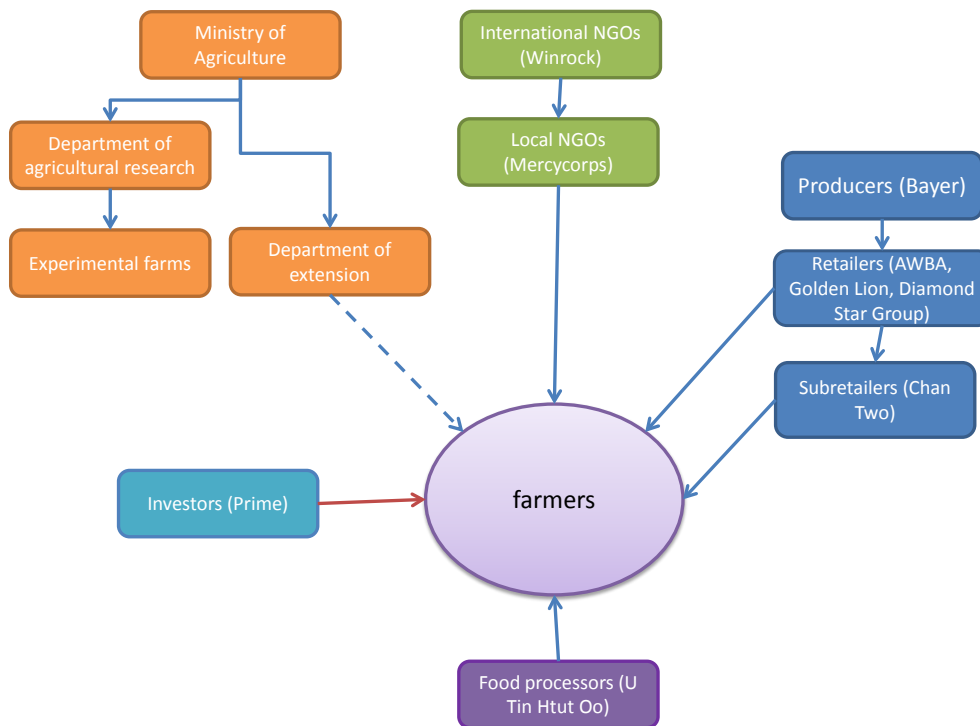 Ministry of
Agriculture
International NGOs
(Winrock)
Department of
agricultural research
Local NGOs
(Mercycorps)
Producers (Bayer)
Experimental farms
Department of
extension
Retailers (AWBA,
Golden Lion, Diamond
Star Group)
Subretailers (Chan
Two)
Investors (Prime)
farmers
Food processors (U
Tin Htut Oo)